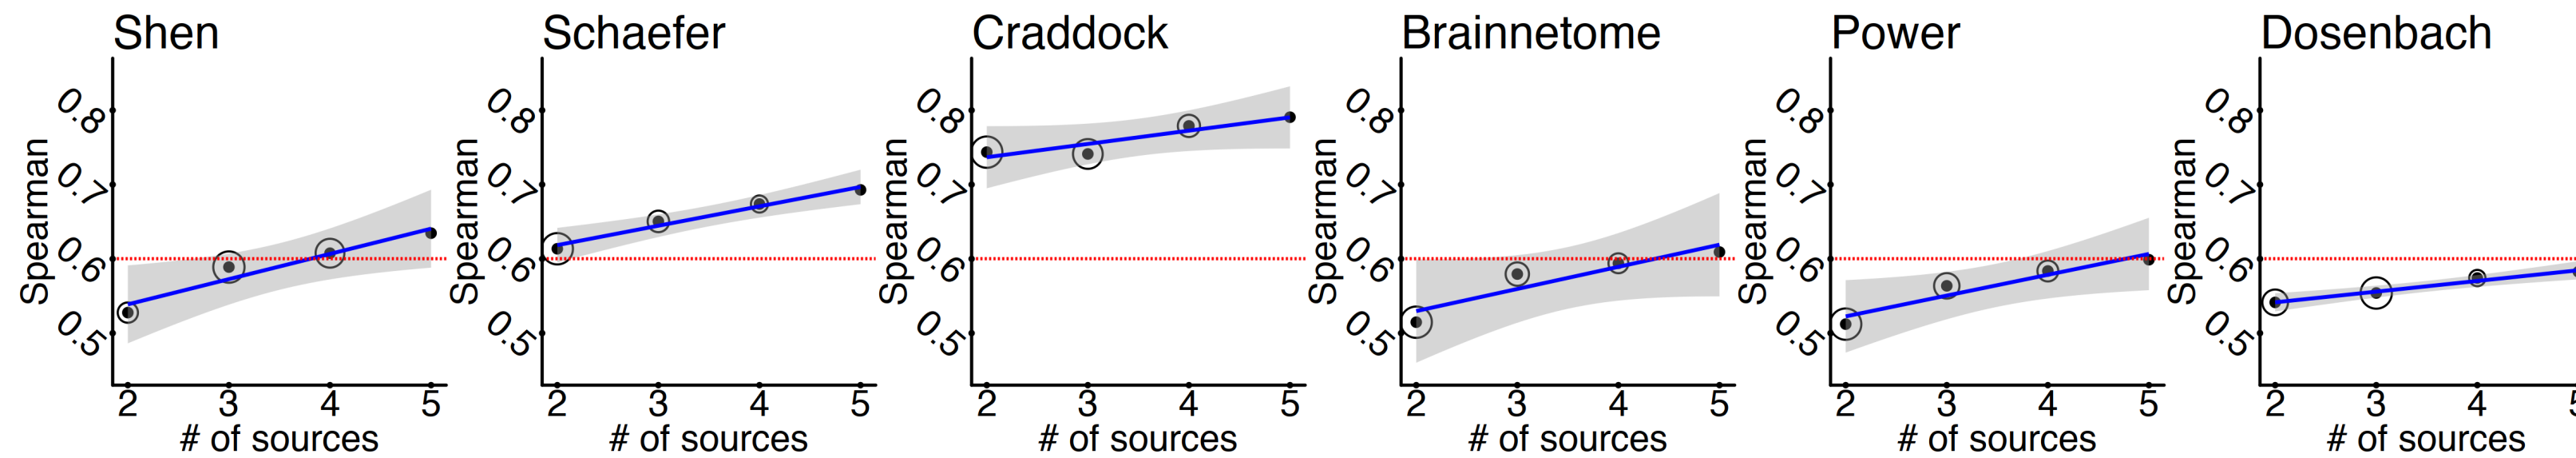 Shen Schaefer Craddock Brainnetome Power Dosenbach
0.8 0.8 0.8 0.8 0.8 0.8
0.7 0.7 0.7 0.7 0.7 0.7
0.6 0.6 0.6 0.6 0.6 0.6
0.5 0.5 0.5 0.5 0.5 0.5
Spearman Spearman Spearman Spearman Spearman Spearman
2 3 4 5 2 3 4 5 2 3 4 5 2 3 4 5 2 3 4 5 2 3 4 5
# of sources # of sources # of sources # of sources # of sources # of sources